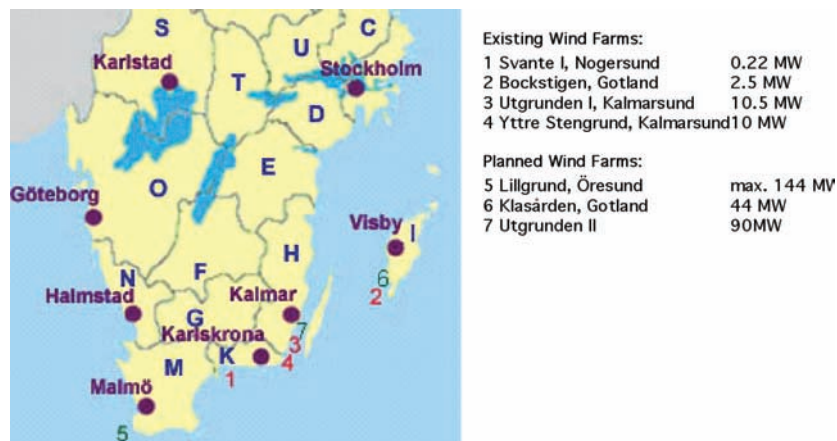 S
U
C
Karlstad
T
Stockholm
D
E
O
Göteborg
Visby
I
H
6
N
F
2
Halmstad
Kalmar
G
7
Karlskrona
3
K
4
M
1
Malmö
5
Existing Wind Farms:
1 Svante I, Nogersund 0.22 MW
2 Bockstigen, Gotland 2.5 MW
3 Utgrunden I, Kalmarsund 10.5 MW
4 Yttre Stengrund, Kalmarsund 10 MW
Planned Wind Farms:
5 Lillgrund, Öresund max. 144 MW
6 Klasården, Gotland 44 MW
7 Utgrunden II 90MW